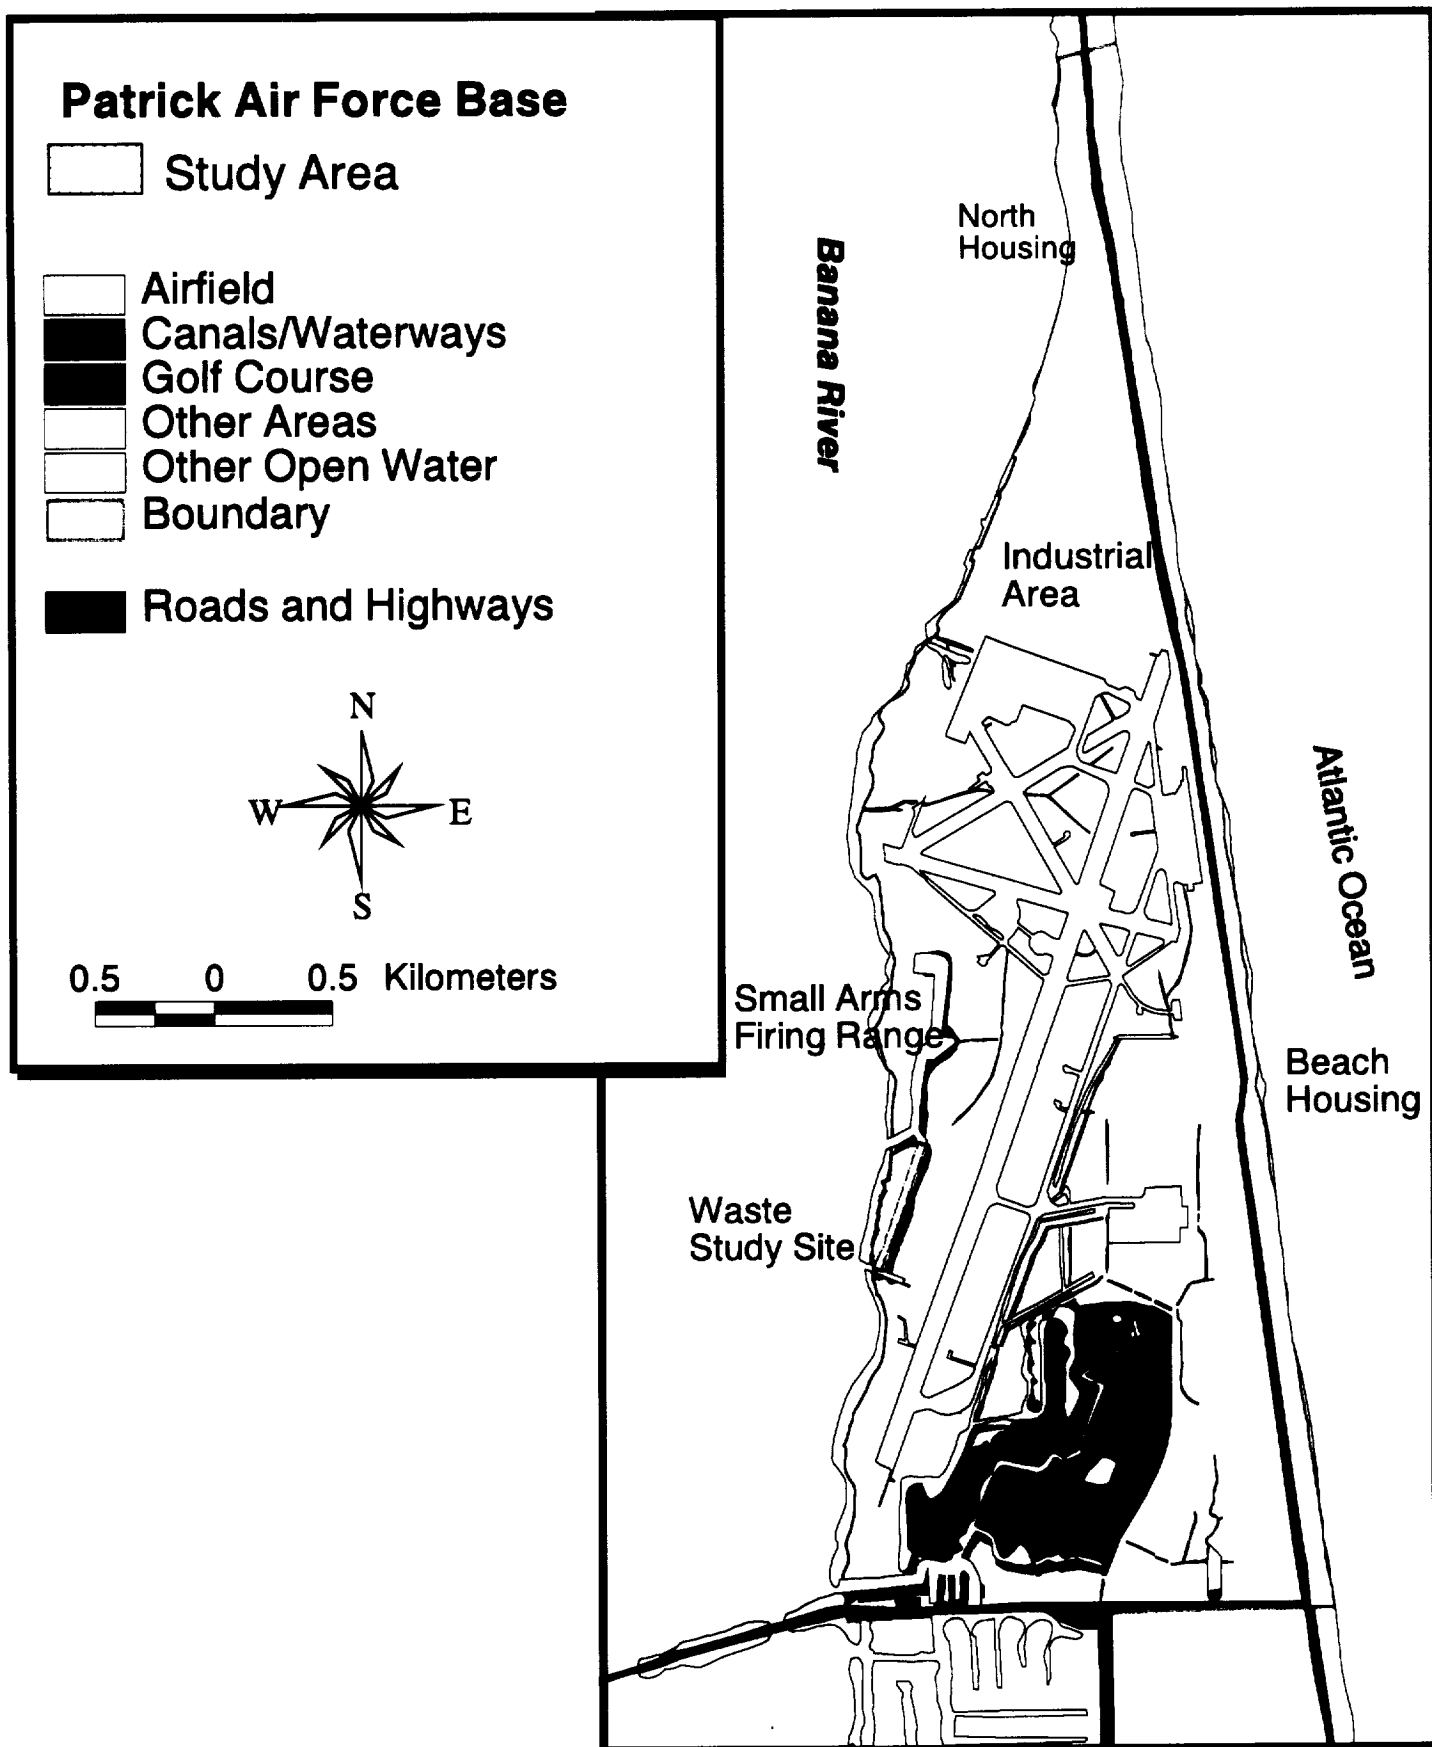 Patrick Air Force Base
Study Area
Airfield
Canals/Waterways
Golf Course
Other Areas
Other Open Water
Boundary
Roads and Highways
N
W E
S
0.5 0 0.5 Kilometers
North
Housing
Banana River
Industrial
Area
Atlantic Ocean
Small Arms
Firing Range
Beach
Housing
Waste
Study Site